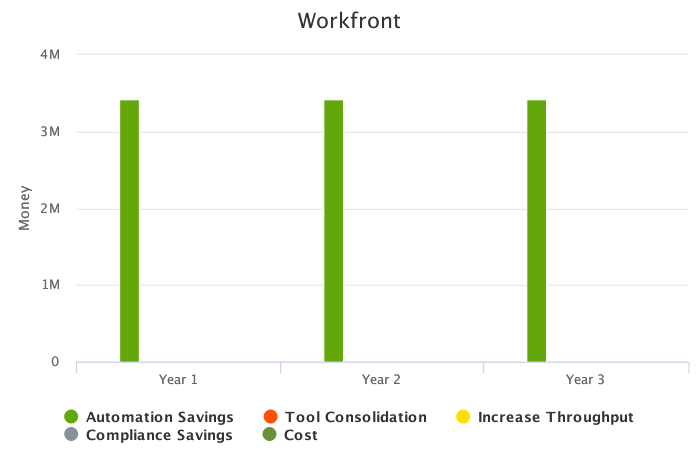 Workfront
4M
3M
2M
1M
0
Money
Year 1 Year 2 Year 3
Automation Savings Tool Consolidation Increase Throughput
Compliance Savings Cost